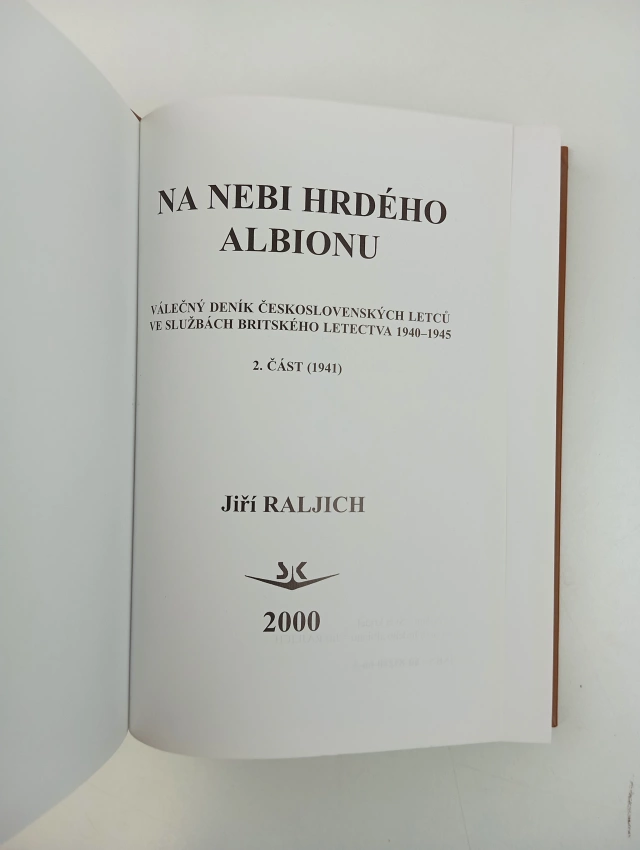 NA NEBI HRDÉHO
ALBIONU
VÁLEČNÝ DENÍK ČESKOSLOVENSKÝCH LETCŮ
VE SLUŽBÁCH BRITSKÉHO LETECTVA 1940–1945
2. ČÁST (1941)
Jiří RALJICH
SK
2000